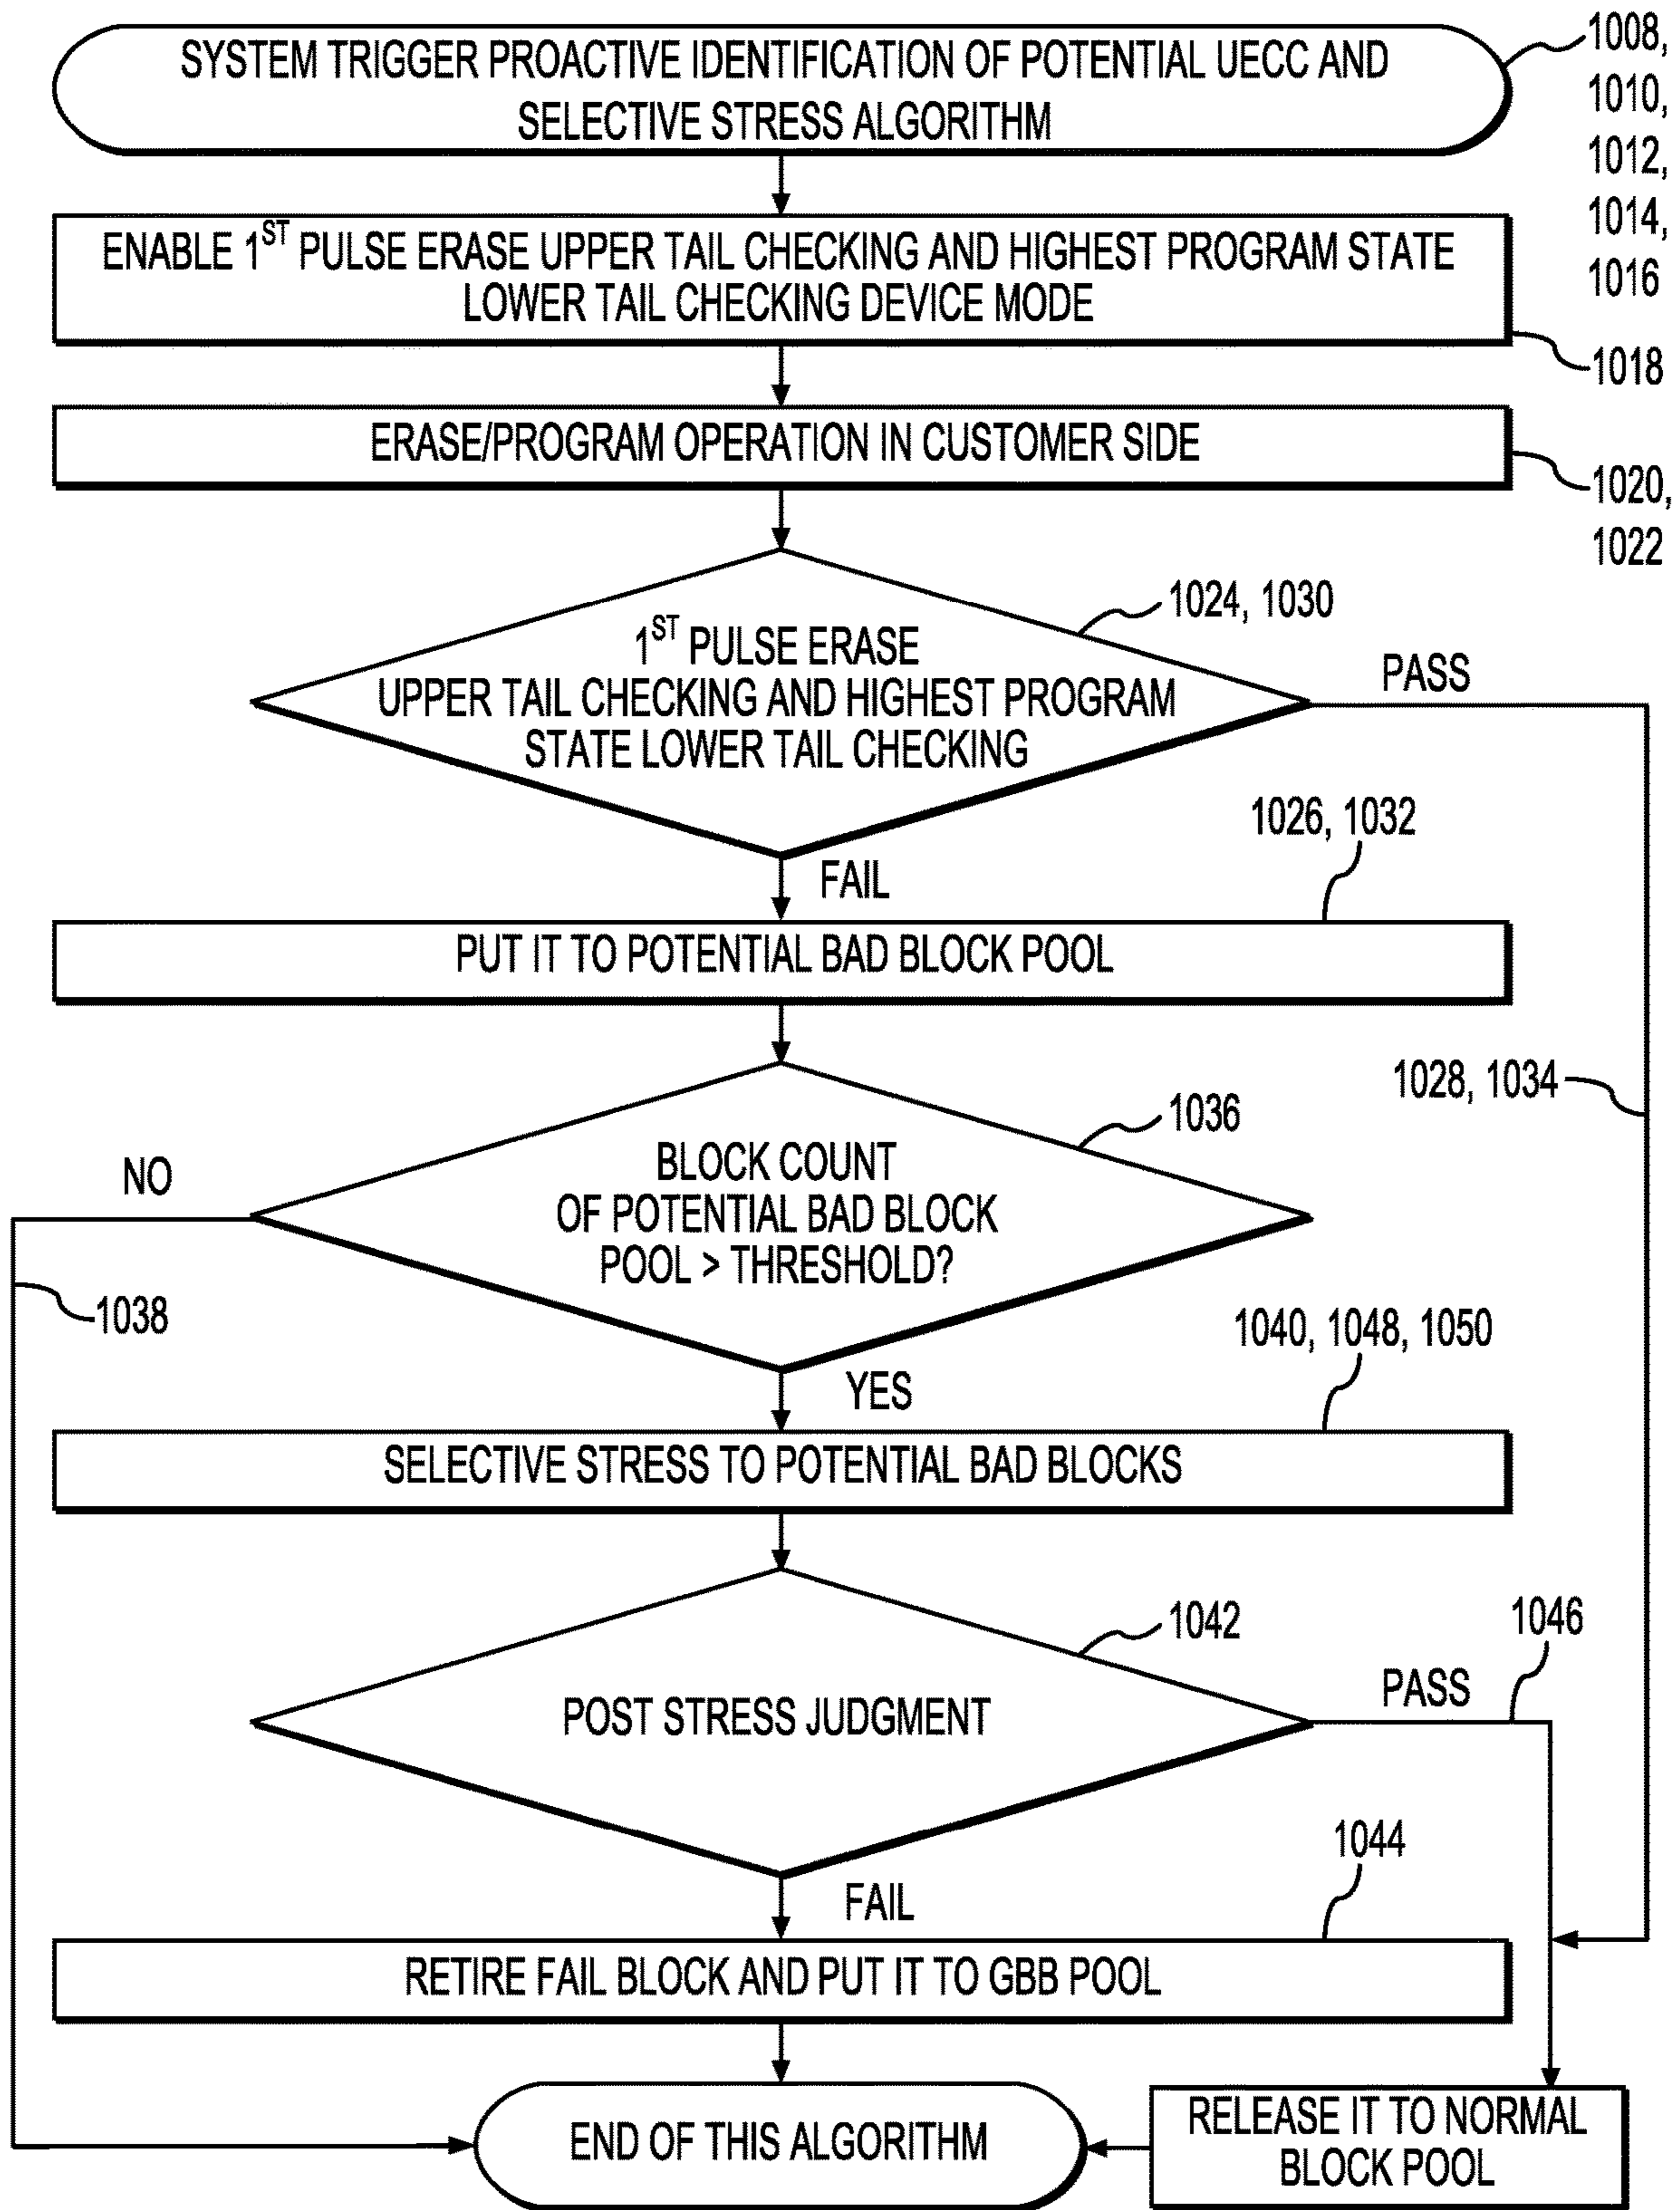 SYSTEM TRIGGER PROACTIVE IDENTIFICATION OF POTENTIAL UECC AND
SELECTIVE STRESS ALGORITHM
1008,
1010,
1012,
1014,
1016
ENABLE 1ST PULSE ERASE UPPER TAIL CHECKING AND HIGHEST PROGRAM STATE
LOWER TAIL CHECKING DEVICE MODE
1018
ERASE/PROGRAM OPERATION IN CUSTOMER SIDE
1020,
1022
1024, 1030
1ST PULSE ERASE
UPPER TAIL CHECKING AND HIGHEST PROGRAM
STATE LOWER TAIL CHECKING
PASS
1026, 1032
FAIL
PUT IT TO POTENTIAL BAD BLOCK POOL
1028, 1034
1036
BLOCK COUNT
OF POTENTIAL BAD BLOCK
POOL > THRESHOLD?
NO
1038
1040, 1048, 1050
YES
SELECTIVE STRESS TO POTENTIAL BAD BLOCKS
1042
1046
POST STRESS JUDGMENT
PASS
1044
FAIL
RETIRE FAIL BLOCK AND PUT IT TO GBB POOL
END OF THIS ALGORITHM
RELEASE IT TO NORMAL
BLOCK POOL